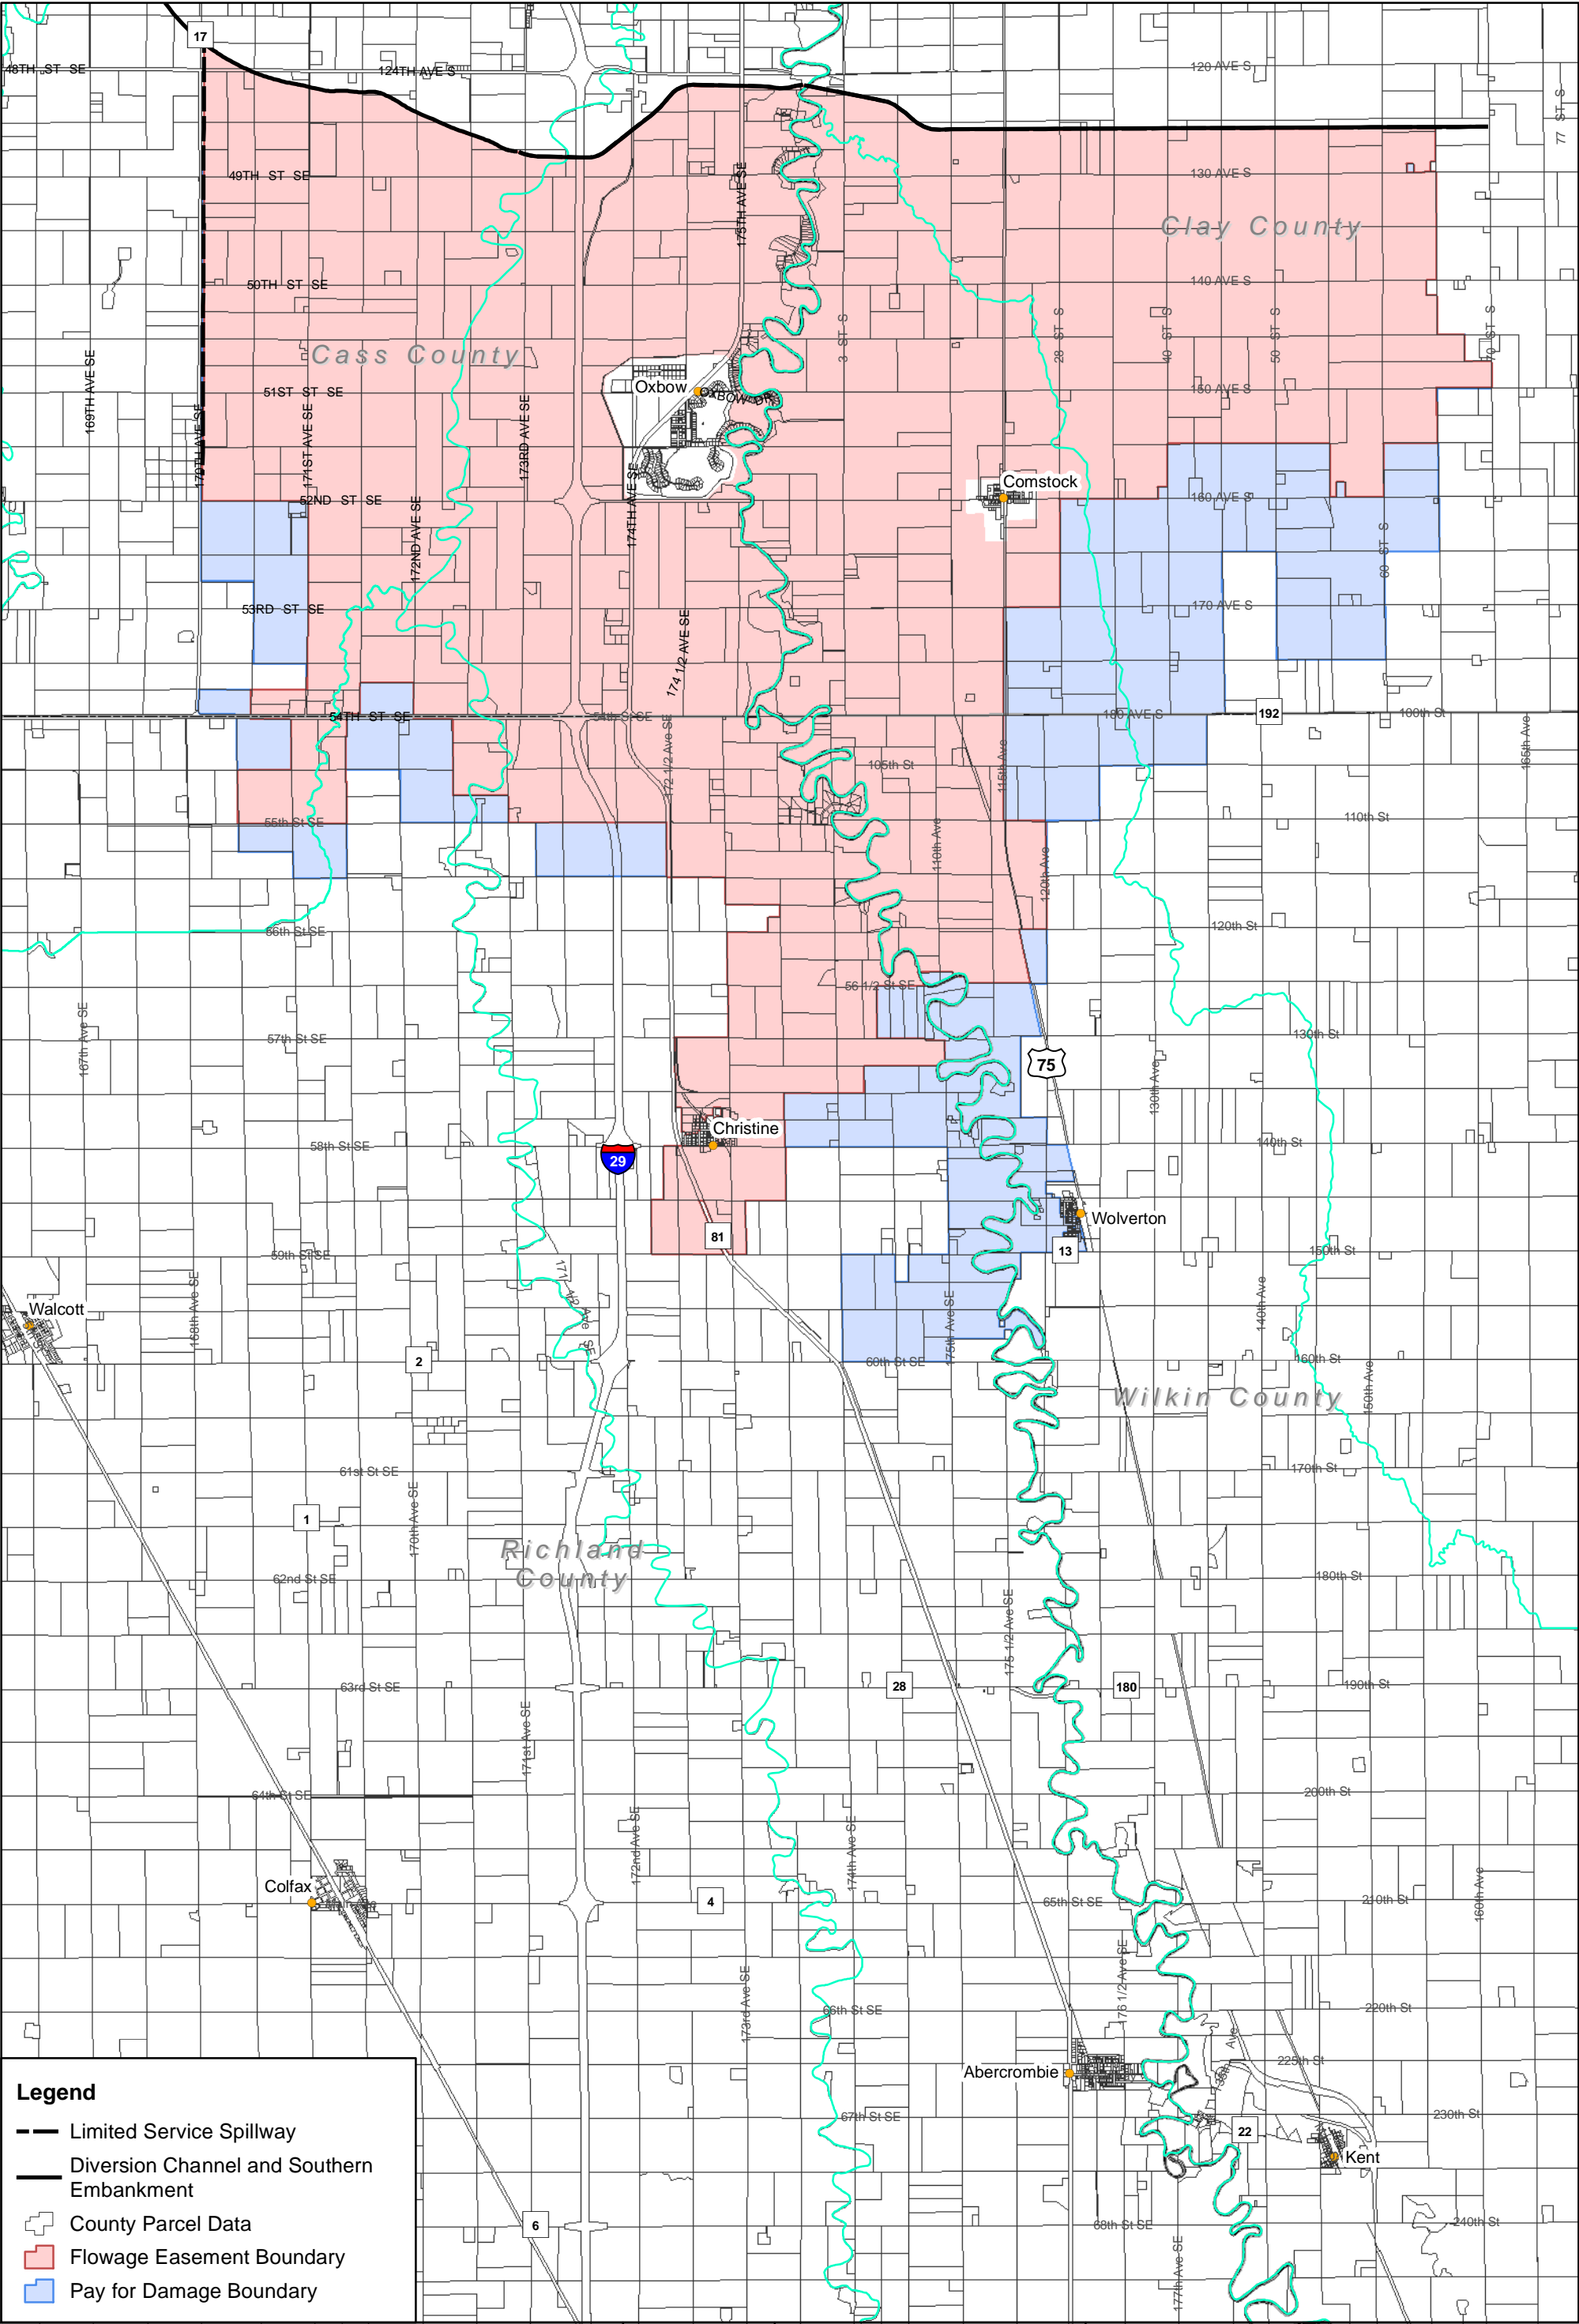 17
48TH ST SE
124TH AVE S
120 AVE S
77 ST S
49TH ST SE
175TH AVE SE
130 AVE S
Clay County
50TH ST SE
140 AVE S
3 ST S
28 ST S
40 ST S
50 ST S
70 ST S
Cass County
169TH AVE SE
51ST ST SE
Oxbow
OXBOW DR
150 AVE S
170TH AVE SE
171ST AVE SE
173RD AVE SE
174TH AVE SE
Comstock
52ND ST SE
172ND AVE SE
160 AVE S
60 ST S
53RD ST SE
170 AVE S
174 1/2 AVE SE
54TH ST SE
54th St SE
180 AVE S
192
100th St
172 1/2 Ave SE
105th St
115th Ave
165th Ave
55th St SE
110th St
110th Ave
120th Ave
56th St SE
120th St
56 1/2 St SE
167th Ave SE
57th St SE
130th St
75
130th Ave
Christine
58th St SE
140th St
29
Wolverton
81
13
59th St SE
150th St
171 1/2 Ave SE
168th Ave SE
140th Ave
175th Ave SE
Walcott
2
60th St SE
160th St
150th Ave
Wilkin County
61st St SE
170th St
1
170th Ave SE
Richland
County
62nd St SE
180th St
175 1/2 Ave SE
63rd St SE
28
180
190th St
171st Ave SE
64th St SE
200th St
172nd Ave SE
174th Ave SE
Colfax
4
65th St SE
210th St
160th Ave
173rd Ave SE
176 1/2 Ave SE
66th St SE
220th St
Ave
225th St
Abercrombie
67th St SE
230th St
22
Kent
6
68th St SE
240th St
177th Ave SE
Legend
Limited Service Spillway
Diversion Channel and Southern
Embankment
County Parcel Data
Flowage Easement Boundary
Pay for Damage Boundary